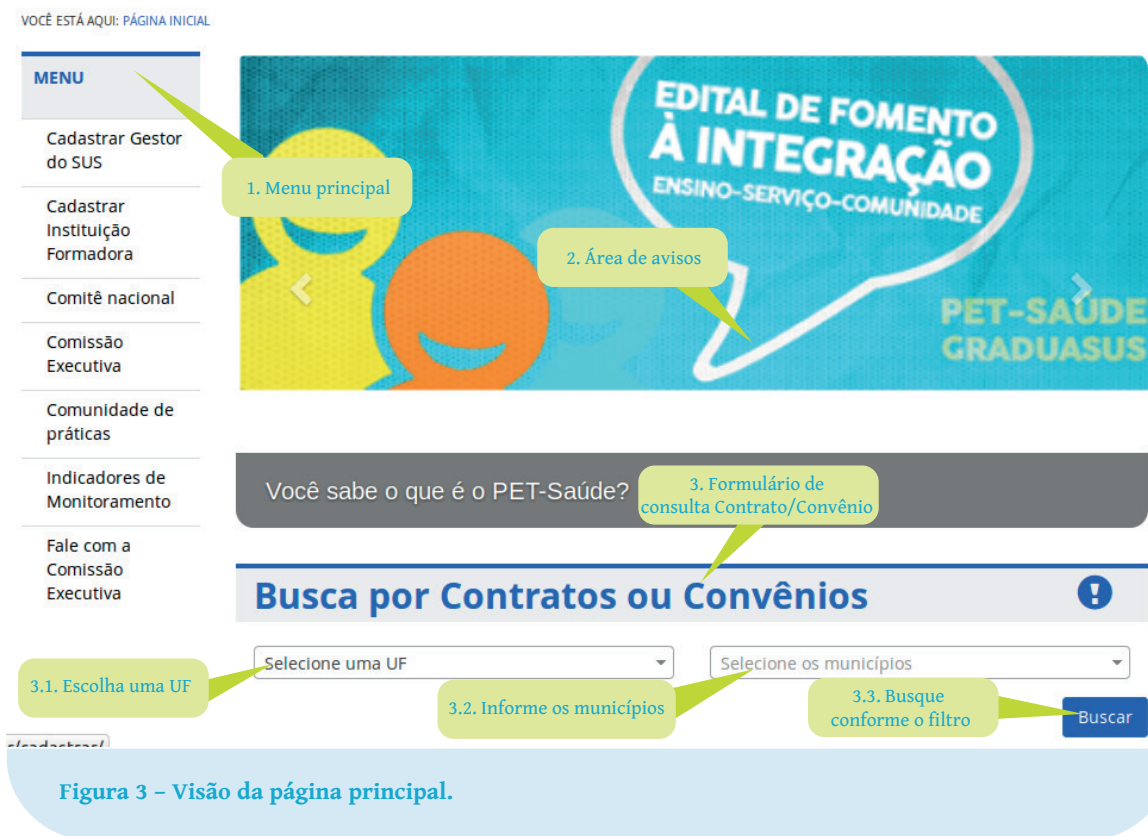 VOCÊ ESTÁ AQUI: PÁGINA INICIAL
MENU
Cadastrar Gestor
do SUS
Cadastrar
Instituição
Formadora
Comitê nacional
Comissão
Executiva
Comunidade de
práticas
Indicadores de
Monitoramento
Fale com a
Comissão
Executiva
1. Menu principal
EDITAL DE FOMENTO
À INTEGRAÇÃO
ENSINO-SERVIÇO-COMUNIDADE
2. Área de avisos
PET-SAÚDE
GRADUASUS
Você sabe o que é o PET-Saúde?
3. Formulário de
consulta Contrato/Convênio
Busca por Contratos ou Convênios
Selecione uma UF
Selecione os municípios
3.1. Escolha uma UF
3.2. Informe os municípios
3.3. Busque
conforme o filtro
Buscar
/cadastrar/
Figura 3 – Visão da página principal.